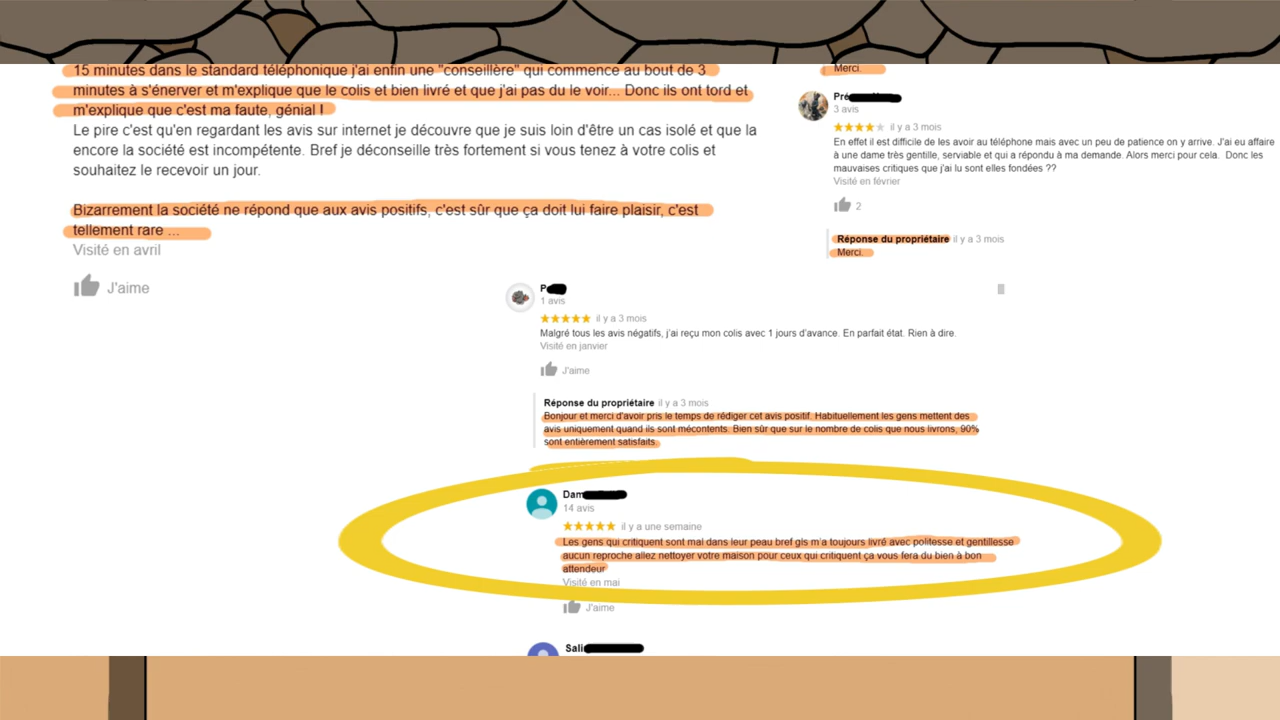 15 minutes dans le standard téléphonique j'ai enfin une "conseillère" qui commence au bout de 3
minutes à s'énerver et m'explique que le colis et bien livré et que j'ai pas du le voir... Donc ils ont tord et
m'explique que c'est ma faute, génial !
Le pire c'est qu'en regardant les avis sur internet je découvre que je suis loin d'être un cas isolé et que la
encore la société est incompétente. Bref je déconseille très fortement si vous tenez à votre colis et
souhaitez le recevoir un jour.
Bizarrement la société ne répond que aux avis positifs, c'est sûr que ça doit lui faire plaisir, c'est
tellement rare ...
Visité en avril
J'aime
Merci.
Pré
3 avis
il y a 3 mois
En effet il est difficile de les avoir au téléphone mais avec un peu de patience on y arrive. J'ai eu affaire
à une dame très gentille, serviable et qui a répondu à ma demande. Alors merci pour cela. Donc les
mauvaises critiques que j'ai lu sont elles fondées ??
Visité en février
2
Réponse du propriétaire il y a 3 mois
Merci.
P
1 avis
il y a 3 mois
Malgré tous les avis négatifs, j'ai reçu mon colis avec 1 jours d'avance. En parfait état. Rien à dire.
Visité en janvier
J'aime
Réponse du propriétaire il y a 3 mois
Bonjour et merci d'avoir pris le temps de rédiger cet avis positif. Habituellement les gens mettent des
avis uniquement quand ils sont mécontents. Bien sûr que sur le nombre de colis que nous livrons, 90%
sont entièrement satisfaits.
Dam
14 avis
il y a une semaine
Les gens qui critiquent sont mal dans leur peau bref gls m'a toujours livré avec politesse et gentillesse
aucun reproche allez nettoyer votre maison pour ceux qui critiquent ça vous fera du bien à bon
attendeur
Visité en mai
J'aime
Sali